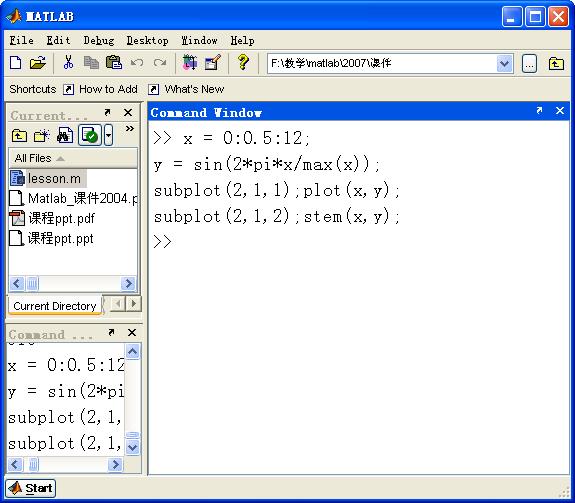 MATLAB
File Edit Debug Desktop Window Help
F:\教学\matlab\2007\课件
...
Shortcuts How to Add What's New
Current...
All Files
lesson.m
Matlab_课件2004.p
课程ppt.pdf
课程ppt.ppt
Current Directory
Command ...
x = 0:0.5:12
y = sin(2*pi
subplot(2,1,
subplot(2,1,
Command Window
>> x = 0:0.5:12;
y = sin(2*pi*x/max(x));
subplot(2,1,1);plot(x,y);
subplot(2,1,2);stem(x,y);
>>
Start